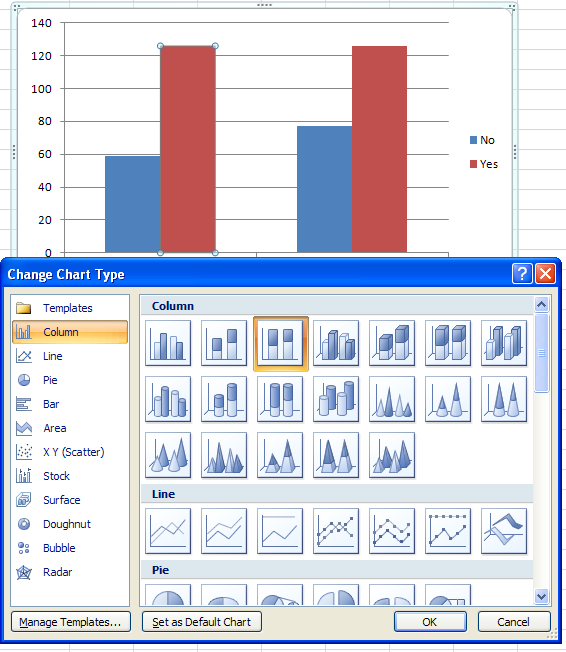 140
120
100
80
60
40
20
0
No
Yes
Change Chart Type
?
Templates
Column
Line
Pie
Bar
Area
X Y (Scatter)
Stock
Surface
Doughnut
Bubble
Radar
Column
Line
Pie
Manage Templates...
Set as Default Chart
OK
Cancel